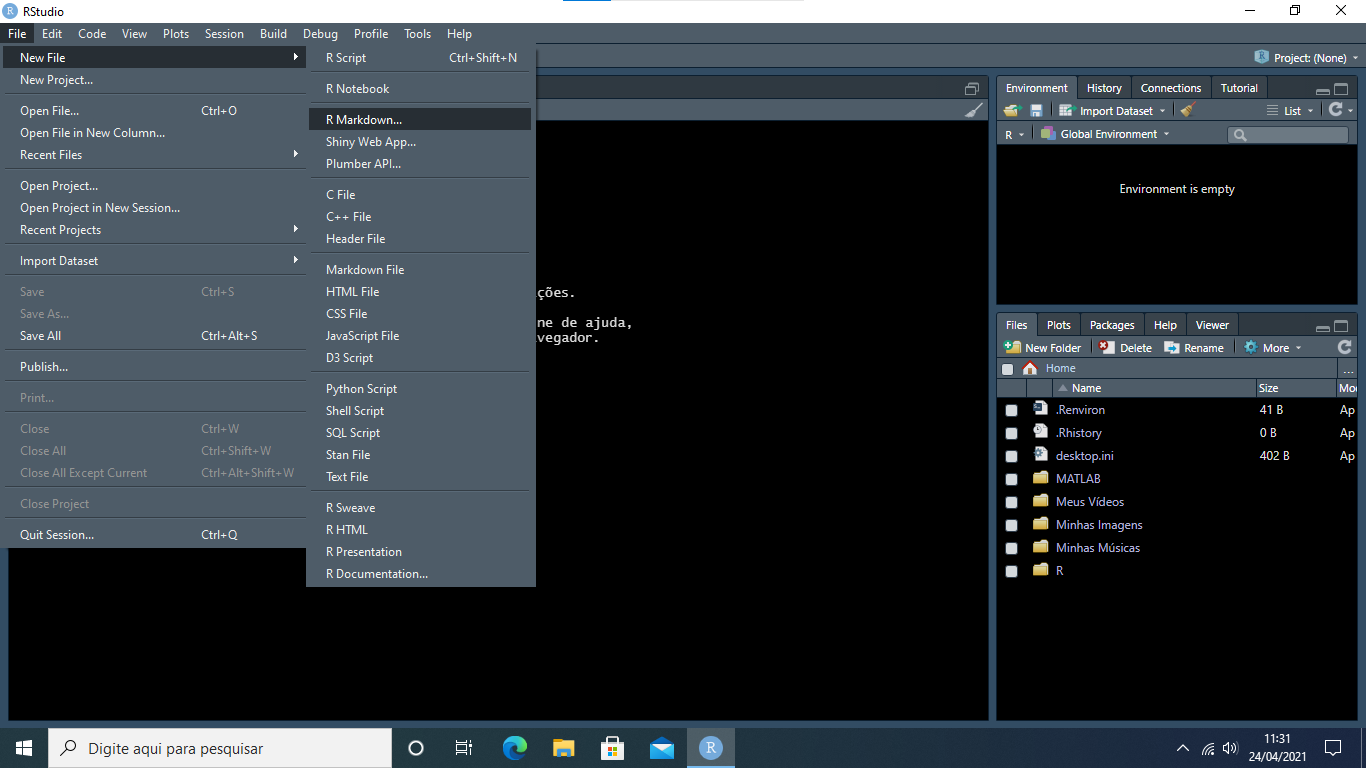 RStudio
File Edit Code View Plots Session Build Debug Profile Tools Help
Project: (None)
New File
New Project...
Open File... Ctrl+O
Open File in New Column...
Recent Files
Open Project...
Open Project in New Session...
Recent Projects
Import Dataset
Save Ctrl+S
Save As...
Save All Ctrl+Alt+S
Publish...
Print...
Close Ctrl+W
Close All Ctrl+Shift+W
Close All Except Current Ctrl+Alt+Shift+W
Close Project
Quit Session... Ctrl+Q
R Script Ctrl+Shift+N
R Notebook
R Markdown...
Shiny Web App...
Plumber API...
C File
C++ File
Header File
Markdown File
HTML File
CSS File
JavaScript File
D3 Script
Python Script
Shell Script
SQL Script
Stan File
Text File
R Sweave
R HTML
R Presentation
R Documentation...
ções.
ne de ajuda,
vegador.
Environment History Connections Tutorial
Import Dataset List
R Global Environment
Environment is empty
Files Plots Packages Help Viewer
New Folder Delete Rename More
Home ...
Name Size Mo
.Renviron 41 B Ap
.Rhistory 0 B Ap
desktop.ini 402 B Ap
MATLAB
Meus Vídeos
Minhas Imagens
Minhas Músicas
R
Digite aqui para pesquisar
R
11:31
24/04/2021